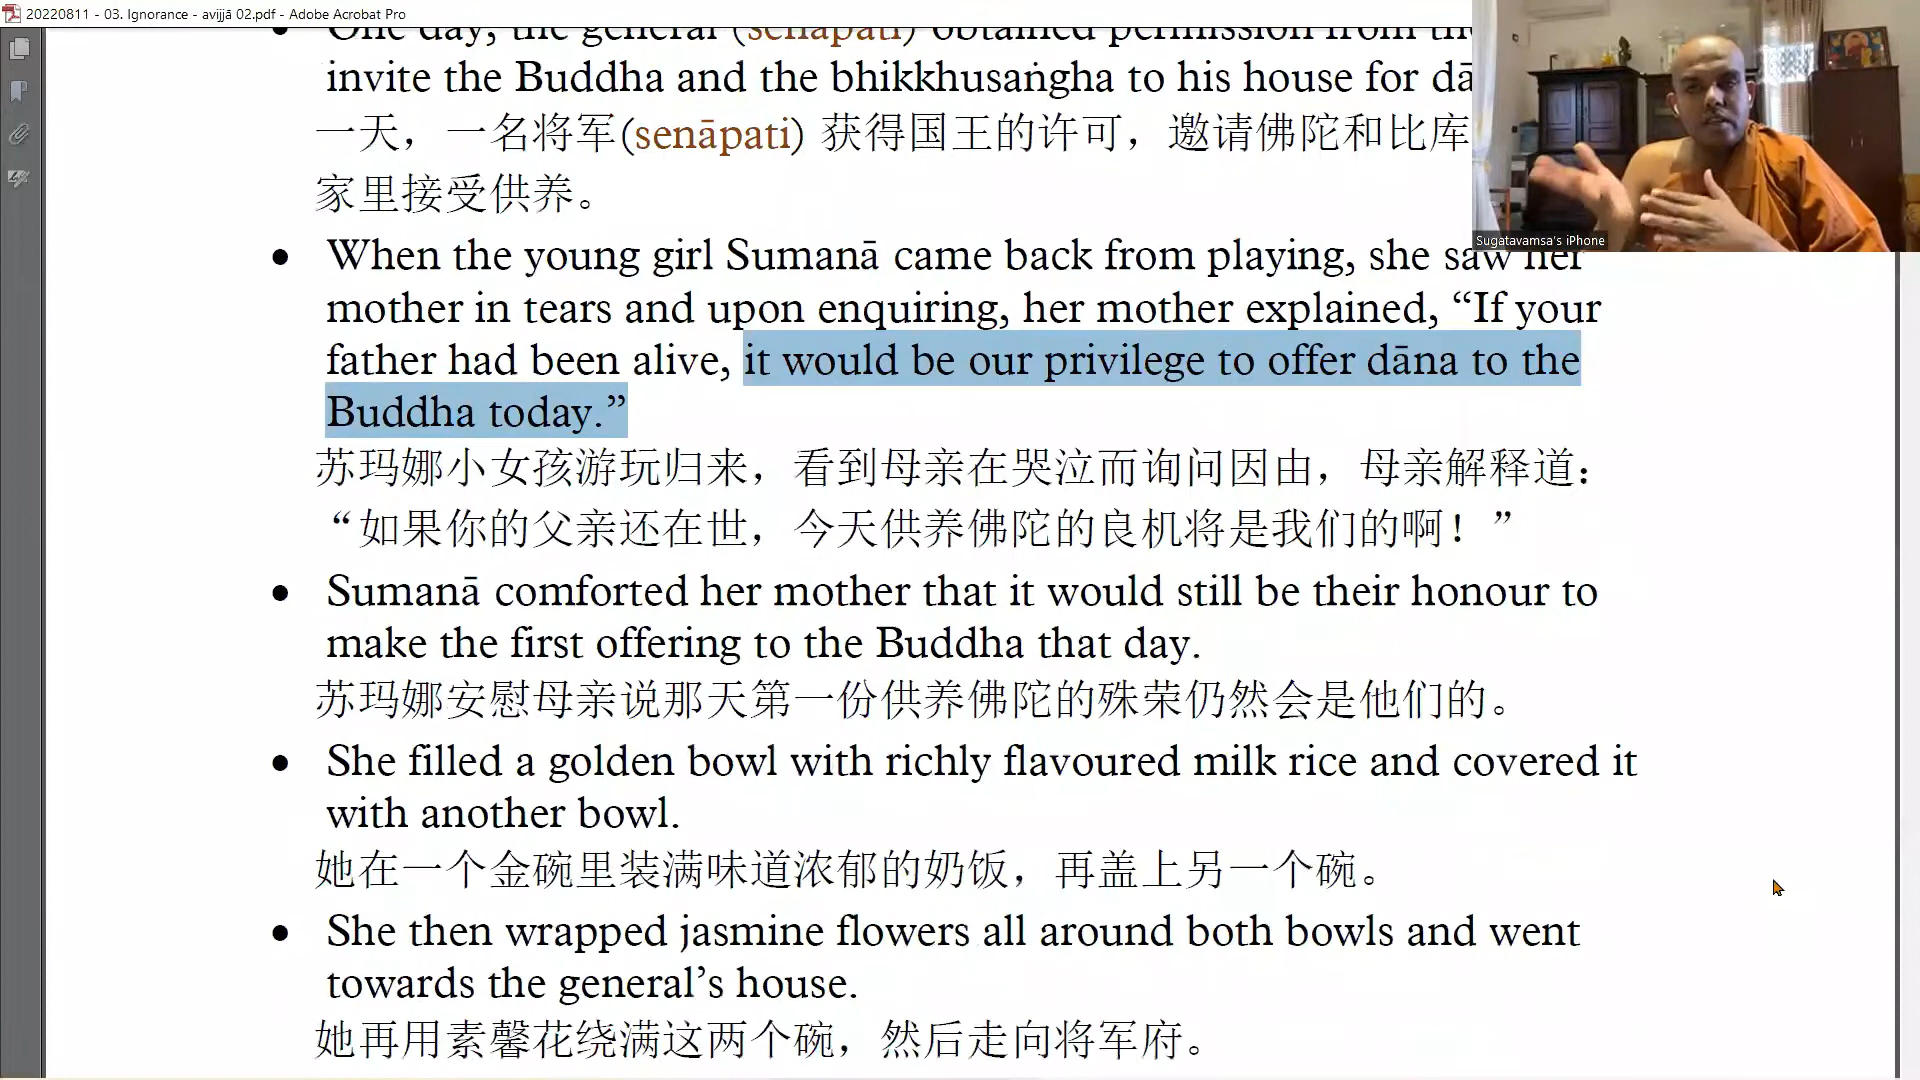 20220811 - 03. Ignorance - avijjā 02.pdf - Adobe Acrobat Pro
• One day, the general (senāpati) obtained permission from the
invite the Buddha and the bhikkhusaṅgha to his house for dā
一天，一名将军(senāpati) 获得国王的许可，邀请佛陀和比库
家里接受供养。
Sugatavamsa's iPhone
• When the young girl Sumanā came back from playing, she saw her
mother in tears and upon enquiring, her mother explained, “If your
father had been alive, it would be our privilege to offer dāna to the
Buddha today.”
苏玛娜小女孩游玩归来，看到母亲在哭泣而询问因由，母亲解释道：
“如果你的父亲还在世，今天供养佛陀的良机将是我们的啊！”
• Sumanā comforted her mother that it would still be their honour to
make the first offering to the Buddha that day.
苏玛娜安慰母亲说那天第一份供养佛陀的殊荣仍然会是他们的。
• She filled a golden bowl with richly flavoured milk rice and covered it
with another bowl.
她在一个金碗里装满味道浓郁的奶饭，再盖上另一个碗。
• She then wrapped jasmine flowers all around both bowls and went
towards the general’s house.
她再用素馨花绕满这两个碗，然后走向将军府。